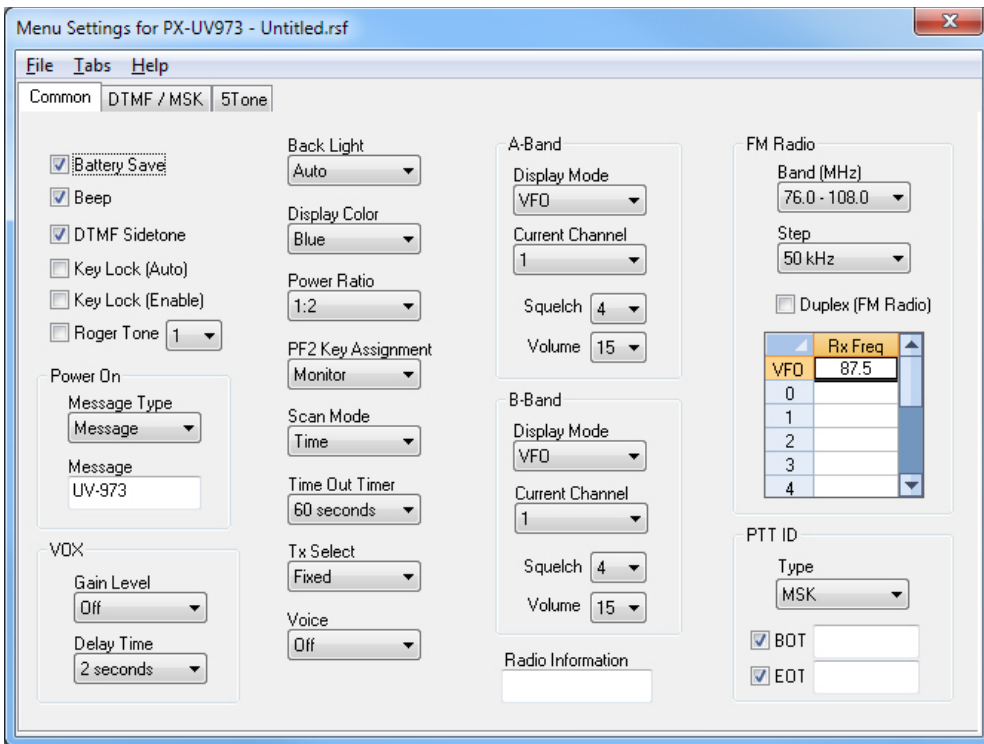 Menu Settings for PX-UV973 - Untitled.rsf
File Tabs Help
Common DTMF / MSK 5Tone
Battery Save
Beep
DTMF Sidetone
Key Lock (Auto)
Key Lock (Enable)
Roger Tone 1
Power On
Message Type
Message
Message
UV-973
VOX
Gain Level
Off
Delay Time
2 seconds
Back Light
Auto
Display Color
Blue
Power Ratio
1:2
PF2 Key Assignment
Monitor
Scan Mode
Time
Time Out Timer
60 seconds
Tx Select
Fixed
Voice
Off
A-Band
Display Mode
VFO
Current Channel
1
Squelch 4
Volume 15
B-Band
Display Mode
VFO
Current Channel
1
Squelch 4
Volume 15
Radio Information
FM Radio
Band (MHz)
76.0 - 108.0
Step
50 kHz
Duplex (FM Radio)
Rx Freq
VFO 87.5
0
1
2
3
4
PTT ID
Type
MSK
BOT
EOT